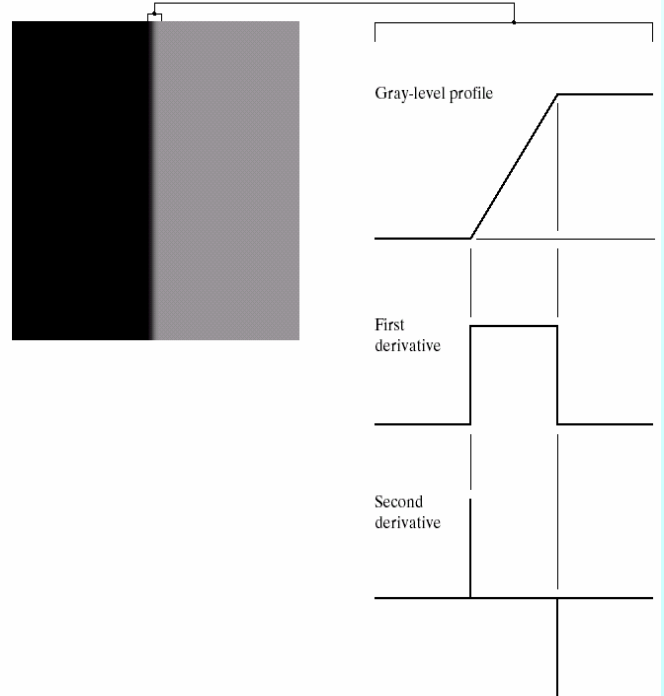 Gray-level profile
First
derivative
Second
derivative